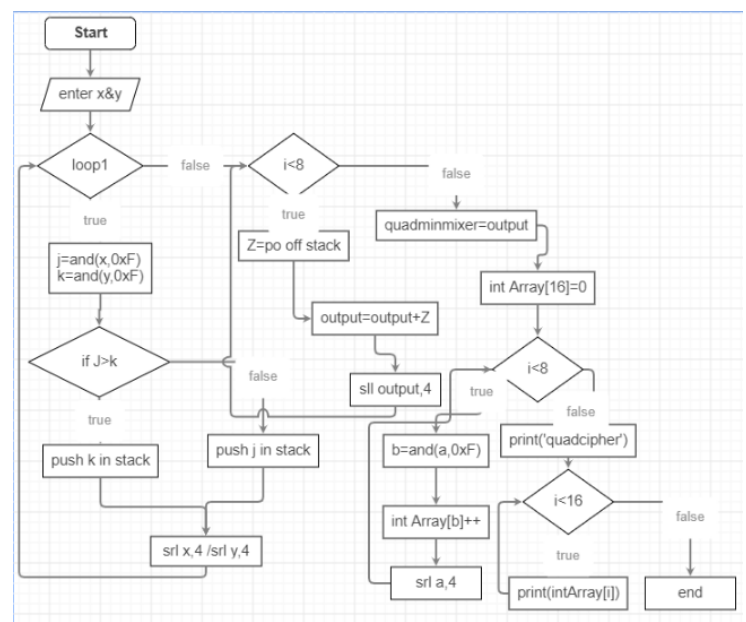 Start
enter x&y
loop1
false
i<8
false
true
true
quadminmixer=output
Z=po off stack
j=and(x,0xF)
k=and(y,0xF)
int Array[16]=0
output=output+Z
if J>k
false
i<8
sll output,4
true
true
false
push k in stack
push j in stack
b=and(a,0xF)
print('quadcipher')
i<16
false
int Array[b]++
srl x,4 /srl y,4
true
srl a,4
print(intArray[i])
end